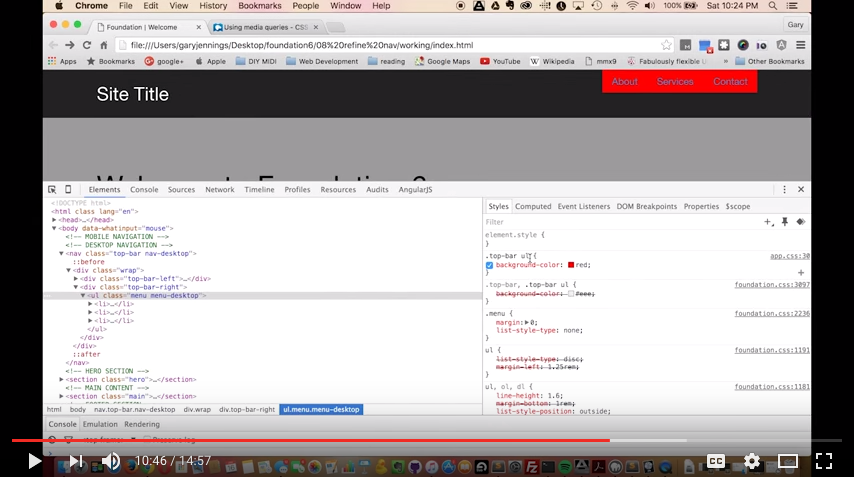 Chrome File Edit View History Bookmarks People Window Help 100% Sat 10:24 PM
Foundation | Welcome Using media queries - CSS Gary
file:///Users/garyjennings/Desktop/foundation6/08%20refine%20nav/working/index.html
Apps Bookmarks google+ Apple DIY MIDI Web Development reading Google Maps YouTube Wikipedia mmx9 Fabulously flexible L » Other Bookmarks
About Services Contact
Site Title
Elements Console Sources Network Timeline Profiles Resources Audits AngularJS
Styles Computed Event Listeners DOM Breakpoints Properties $scope
Filter
<!DOCTYPE html>
<html class lang="en">
<head>…</head>
<body data-whatinput="mouse">
<!-- MOBILE NAVIGATION -->
<!-- DESKTOP NAVIGATION -->
<nav class="top-bar nav-desktop">
::before
<div class="wrap">
<div class="top-bar-left">…</div>
<div class="top-bar-right">
<ul class="menu menu-desktop">
<li>…</li>
<li>…</li>
<li>…</li>
</ul>
</div>
</div>
::after
</nav>
<!-- HERO SECTION -->
<section class="hero">…</section>
<!-- MAIN CONTENT -->
<section class="main">…</section>
element.style {
}
.top-bar ul { app.css:30
background-color: red;
}
.top-bar, .top-bar ul { foundation.css:3097
background-color: #eee;
}
.menu { foundation.css:2236
margin: 0;
list-style-type: none;
}
ul { foundation.css:1191
list-style-type: disc;
margin-left: 1.25rem;
}
ul, ol, dl { foundation.css:1181
line-height: 1.6;
margin-bottom: 1rem;
list-style-position: outside;
html body nav.top-bar.nav-desktop div.wrap div.top-bar-right ul.menu.menu-desktop
Console Emulation Rendering
10:46 / 14:57 CC